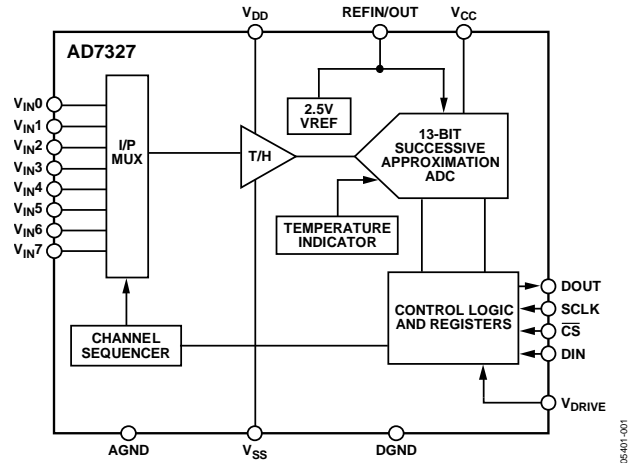 V_DD
REFIN/OUT
V_CC
AD7327
V_IN0
V_IN1
V_IN2
V_IN3
V_IN4
V_IN5
V_IN6
V_IN7
I/P
MUX
T/H
2.5V
VREF
13-BIT
SUCCESSIVE
APPROXIMATION
ADC
TEMPERATURE
INDICATOR
CHANNEL
SEQUENCER
CONTROL LOGIC
AND REGISTERS
DOUT
SCLK
C̅S̅
DIN
V_DRIVE
AGND
V_SS
DGND
05401-001